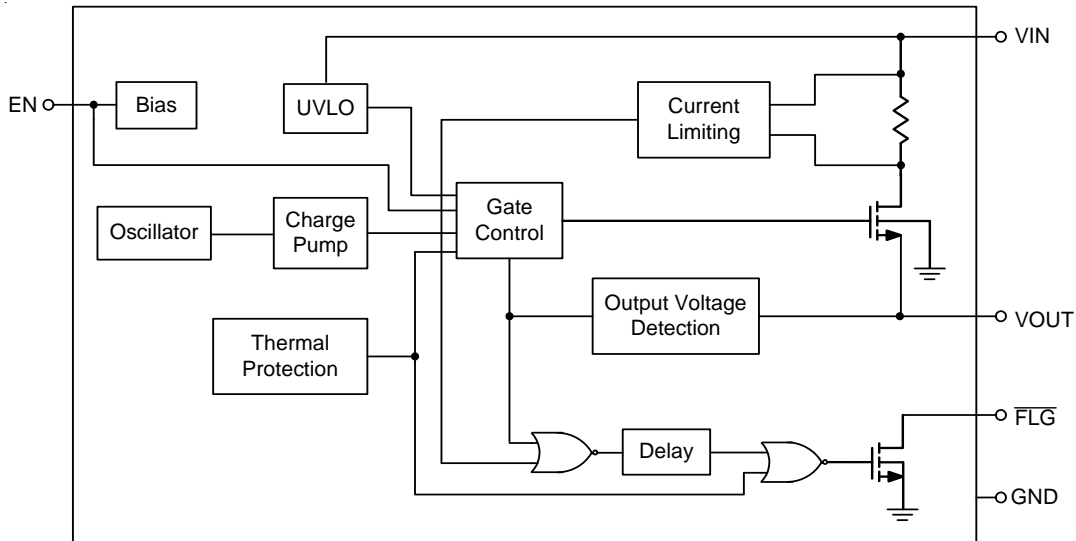 VIN
EN
Bias
UVLO
Current
Limiting
Gate
Control
Oscillator
Charge
Pump
Output Voltage
Detection
VOUT
Thermal
Protection
FLG
Delay
GND